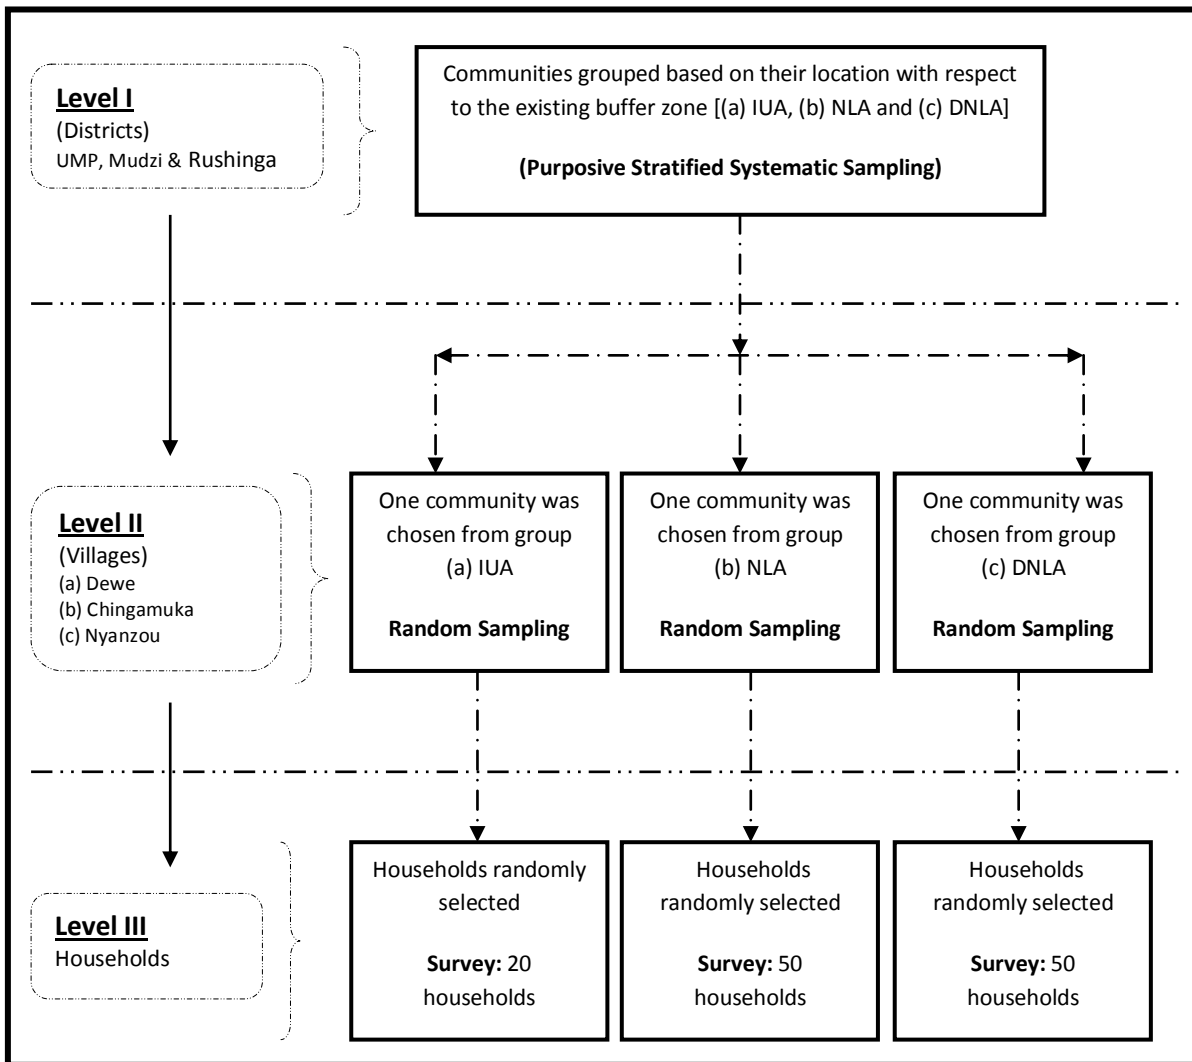 Level I
(Districts)
UMP, Mudzi & Rushinga
Communities grouped based on their location with respect
to the existing buffer zone [(a) IUA, (b) NLA and (c) DNLA]
(Purposive Stratified Systematic Sampling)
Level II
(Villages)
(a) Dewe
(b) Chingamuka
(c) Nyanzou
One community was
chosen from group
(a) IUA
Random Sampling
One community was
chosen from group
(b) NLA
Random Sampling
One community was
chosen from group
(c) DNLA
Random Sampling
Level III
Households
Households randomly
selected
Survey: 20
households
Households
randomly selected
Survey: 50
households
Households
randomly selected
Survey: 50
households